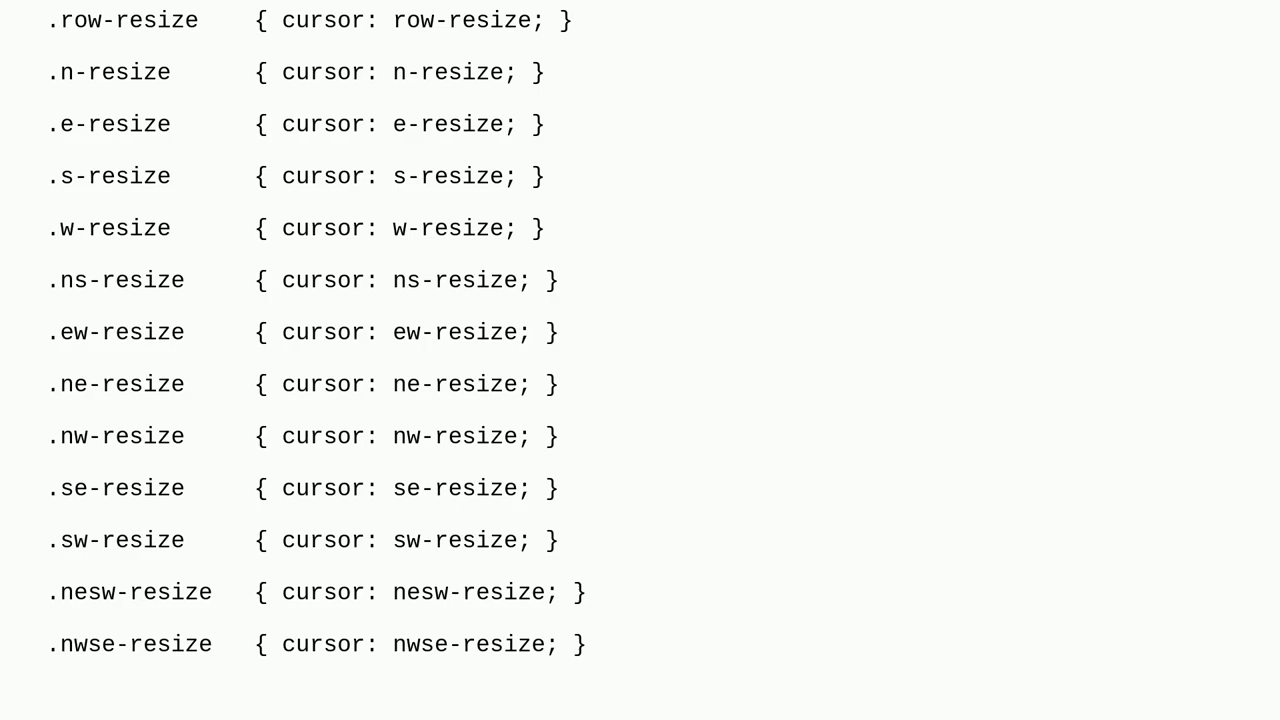 .row-resize    { cursor: row-resize; }
.n-resize      { cursor: n-resize; }
.e-resize      { cursor: e-resize; }
.s-resize      { cursor: s-resize; }
.w-resize      { cursor: w-resize; }
.ns-resize     { cursor: ns-resize; }
.ew-resize     { cursor: ew-resize; }
.ne-resize     { cursor: ne-resize; }
.nw-resize     { cursor: nw-resize; }
.se-resize     { cursor: se-resize; }
.sw-resize     { cursor: sw-resize; }
.nesw-resize   { cursor: nesw-resize; }
.nwse-resize   { cursor: nwse-resize; }